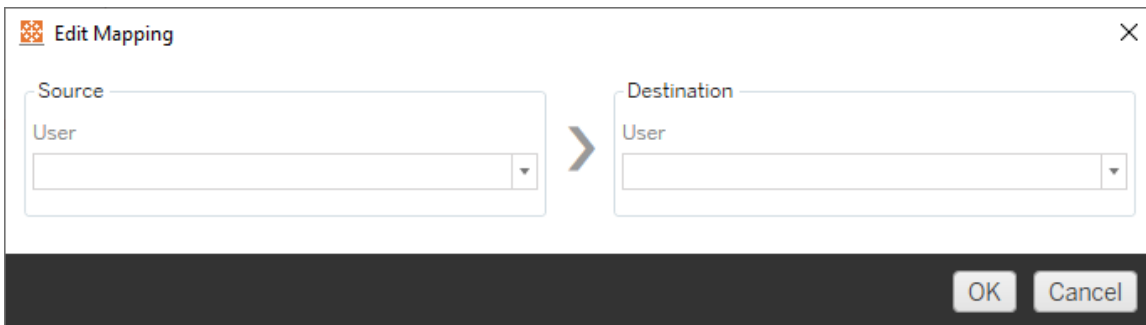 Edit Mapping
Source
User
Destination
User
OK
Cancel